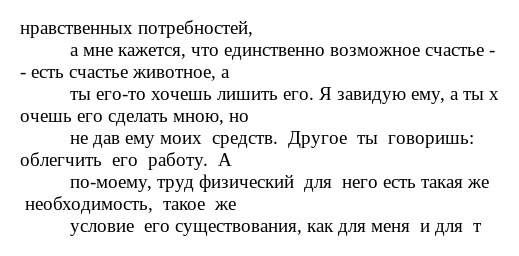 нравственных потребностей,
а мне кажется, что единственно возможное счастье -
- есть счастье животное, а
ты его-то хочешь лишить его. Я завидую ему, а ты х
очешь его сделать мною, но
не дав ему моих средств. Другое ты говоришь:
облегчить его работу. А
по-моему, труд физический для него есть такая же
необходимость, такое же
условие его существования, как для меня и для т